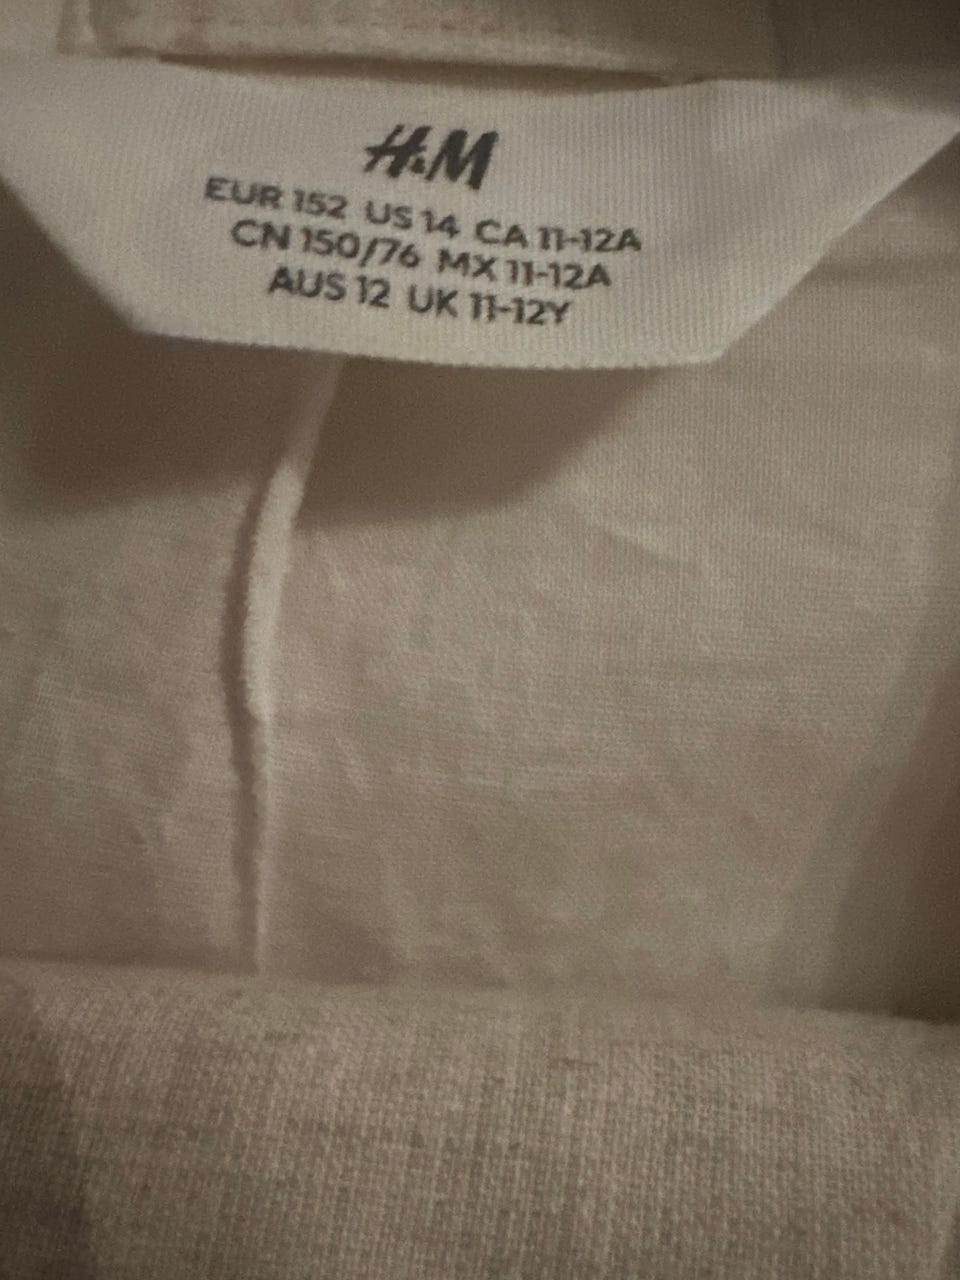 H&M
EUR 152 US 14 CA 11-12A
CN 150/76 MX 11-12A
AUS 12 UK 11-12Y